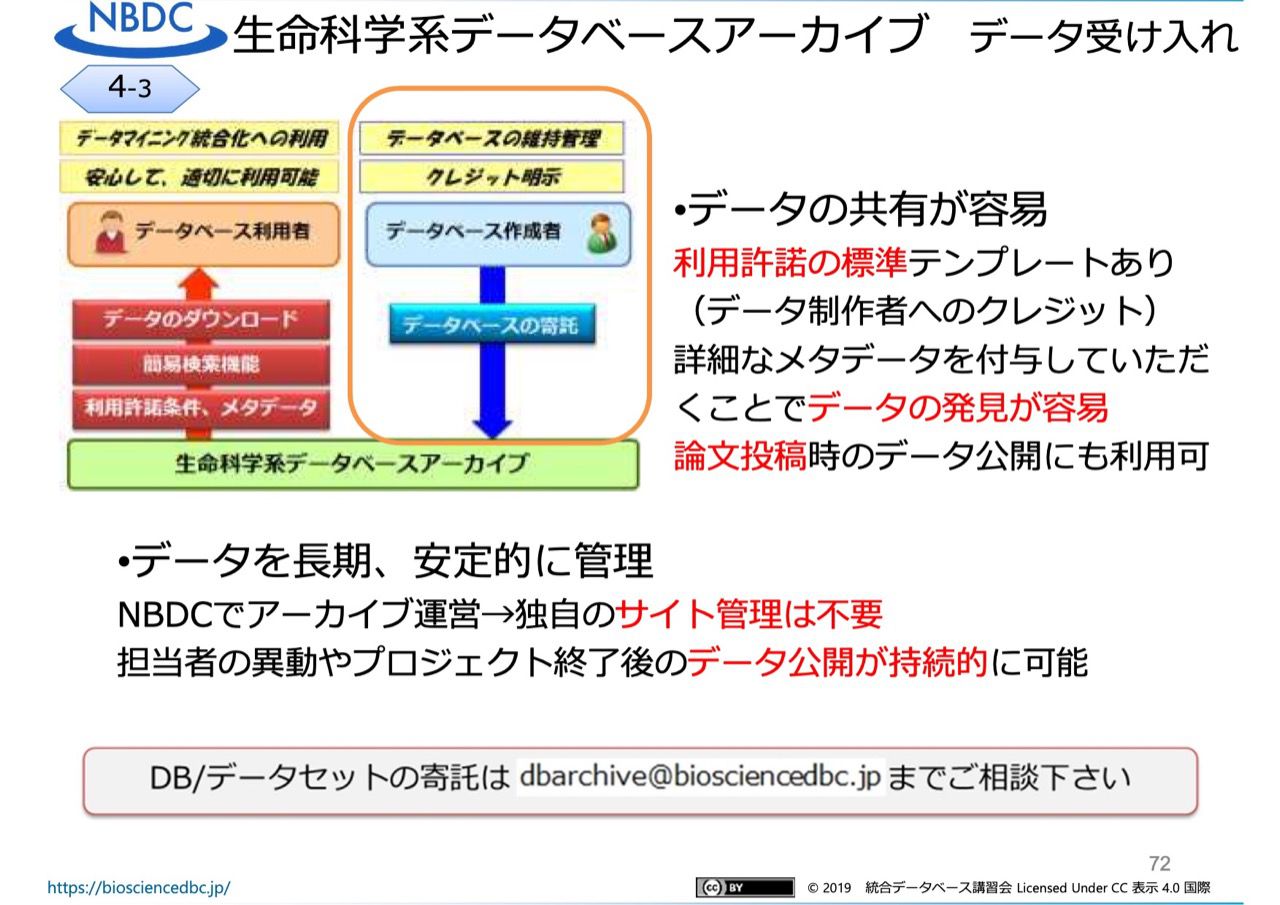 NBDC
生命科学系データベースアーカイブ　データ受け入れ
4-3
データマイニング統合化への利用
安心して、適切に利用可能
データベース利用者
データのダウンロード
簡易検索機能
利用許諾条件、メタデータ
データベースの維持管理
クレジット明示
データベース作成者
データベースの寄託
生命科学系データベースアーカイブ
•データの共有が容易
利用許諾の標準テンプレートあり
（データ制作者へのクレジット）
詳細なメタデータを付与していただ
くことでデータの発見が容易
論文投稿時のデータ公開にも利用可
•データを長期、安定的に管理
NBDCでアーカイブ運営→独自のサイト管理は不要
担当者の異動やプロジェクト終了後のデータ公開が持続的に可能
DB/データセットの寄託は dbarchive@biosciencedbc.jp までご相談下さい
72
https://biosciencedbc.jp/
cc BY © 2019　統合データベース講習会 Licensed Under CC 表示 4.0 国際